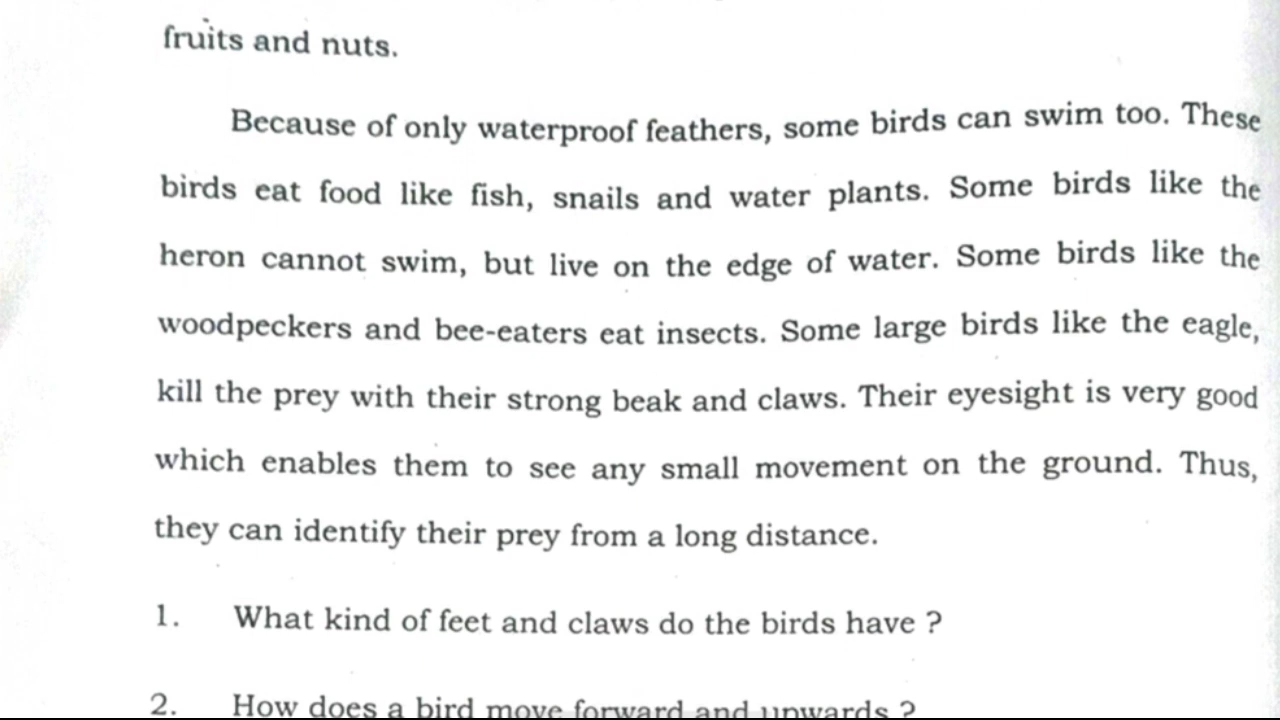 fruits and nuts.
Because of only waterproof feathers, some birds can swim too. These
birds eat food like fish, snails and water plants. Some birds like the
heron cannot swim, but live on the edge of water. Some birds like the
woodpeckers and bee-eaters eat insects. Some large birds like the eagle,
kill the prey with their strong beak and claws. Their eyesight is very good
which enables them to see any small movement on the ground. Thus,
they can identify their prey from a long distance.
1. What kind of feet and claws do the birds have ?
2. How does a bird move forward and upwards ?